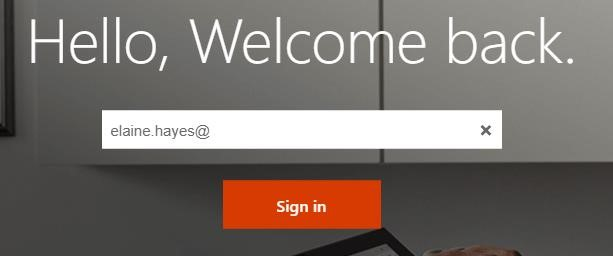 Hello, Welcome back.
elaine.hayes@
Sign in